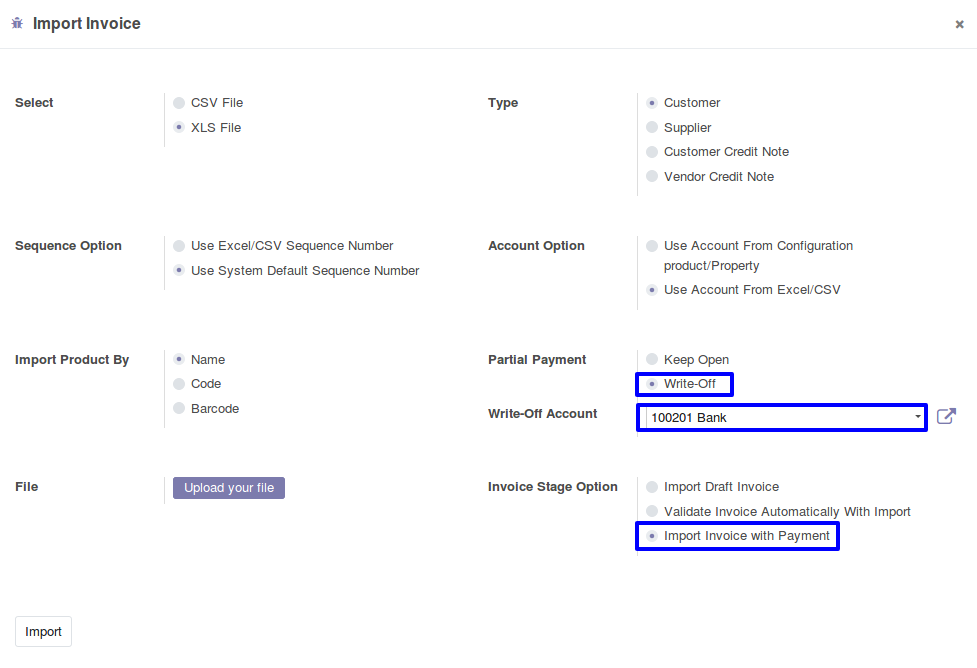 Import Invoice
×
Select
CSV File
XLS File
Type
Customer
Supplier
Customer Credit Note
Vendor Credit Note
Sequence Option
Use Excel/CSV Sequence Number
Use System Default Sequence Number
Account Option
Use Account From Configuration
product/Property
Use Account From Excel/CSV
Import Product By
Name
Code
Barcode
Partial Payment
Keep Open
Write-Off
Write-Off Account
100201 Bank
File
Upload your file
Invoice Stage Option
Import Draft Invoice
Validate Invoice Automatically With Import
Import Invoice with Payment
Import